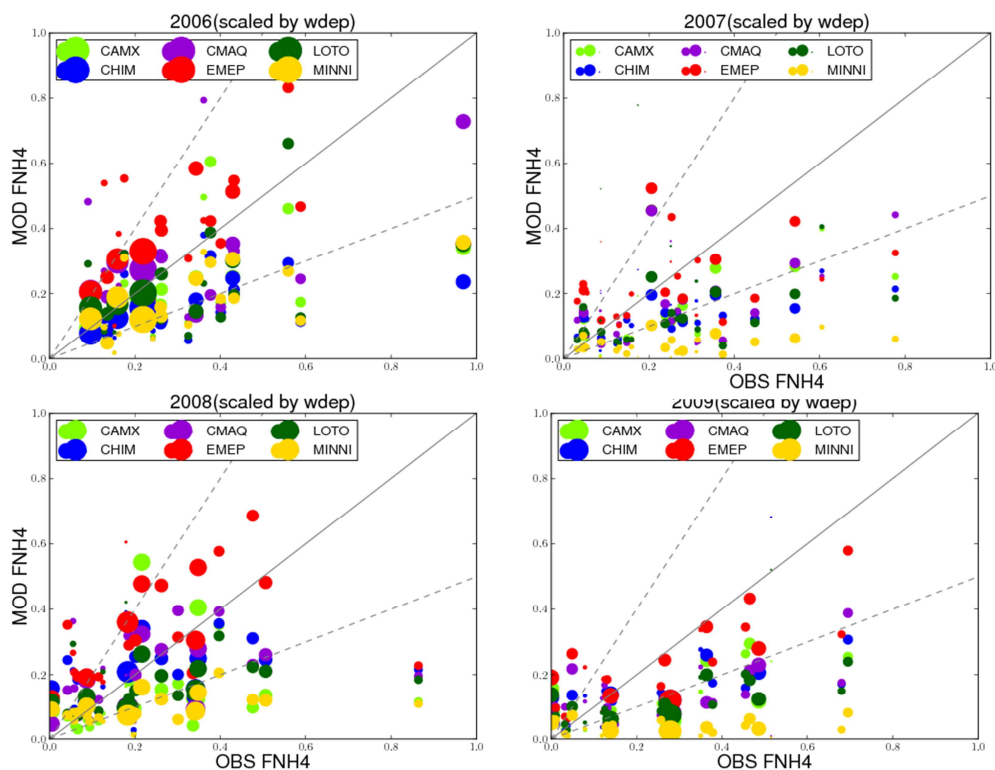 2006(scaled by wdep)
CAMX CMAQ LOTO
CHIM EMEP MINNI
MOD FNH4
1.0
0.8
0.6
0.4
0.2
0.0
0.0 0.2 0.4 0.6 0.8 1.0
2007(scaled by wdep)
CAMX CMAQ LOTO
CHIM EMEP MINNI
MOD FNH4
1.0
0.8
0.6
0.4
0.2
0.0
0.0 0.2 0.4 0.6 0.8 1.0
OBS FNH4
2008(scaled by wdep)
CAMX CMAQ LOTO
CHIM EMEP MINNI
MOD FNH4
1.0
0.8
0.6
0.4
0.2
0.0
0.0 0.2 0.4 0.6 0.8 1.0
OBS FNH4
2009(scaled by wdep)
CAMX CMAQ LOTO
CHIM EMEP MINNI
1.0
0.8
0.6
0.4
0.2
0.0
0.0 0.2 0.4 0.6 0.8 1.0
OBS FNH4